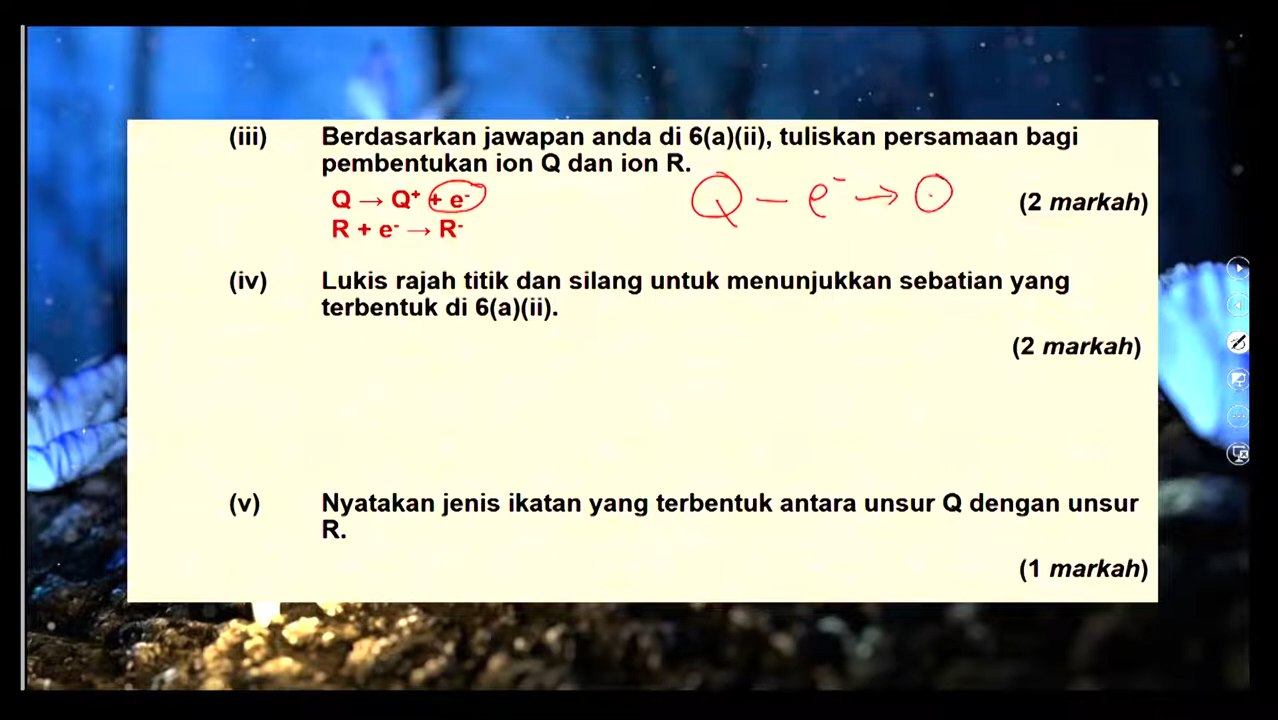 (iii) Berdasarkan jawapan anda di 6(a)(ii), tuliskan persamaan bagi
pembentukan ion Q dan ion R.
Q → Q⁺ + e⁻
Q – e⁻ → Q
(2 markah)
R + e⁻ → R⁻
(iv) Lukis rajah titik dan silang untuk menunjukkan sebatian yang
terbentuk di 6(a)(ii).
(2 markah)
(v) Nyatakan jenis ikatan yang terbentuk antara unsur Q dengan unsur
R.
(1 markah)